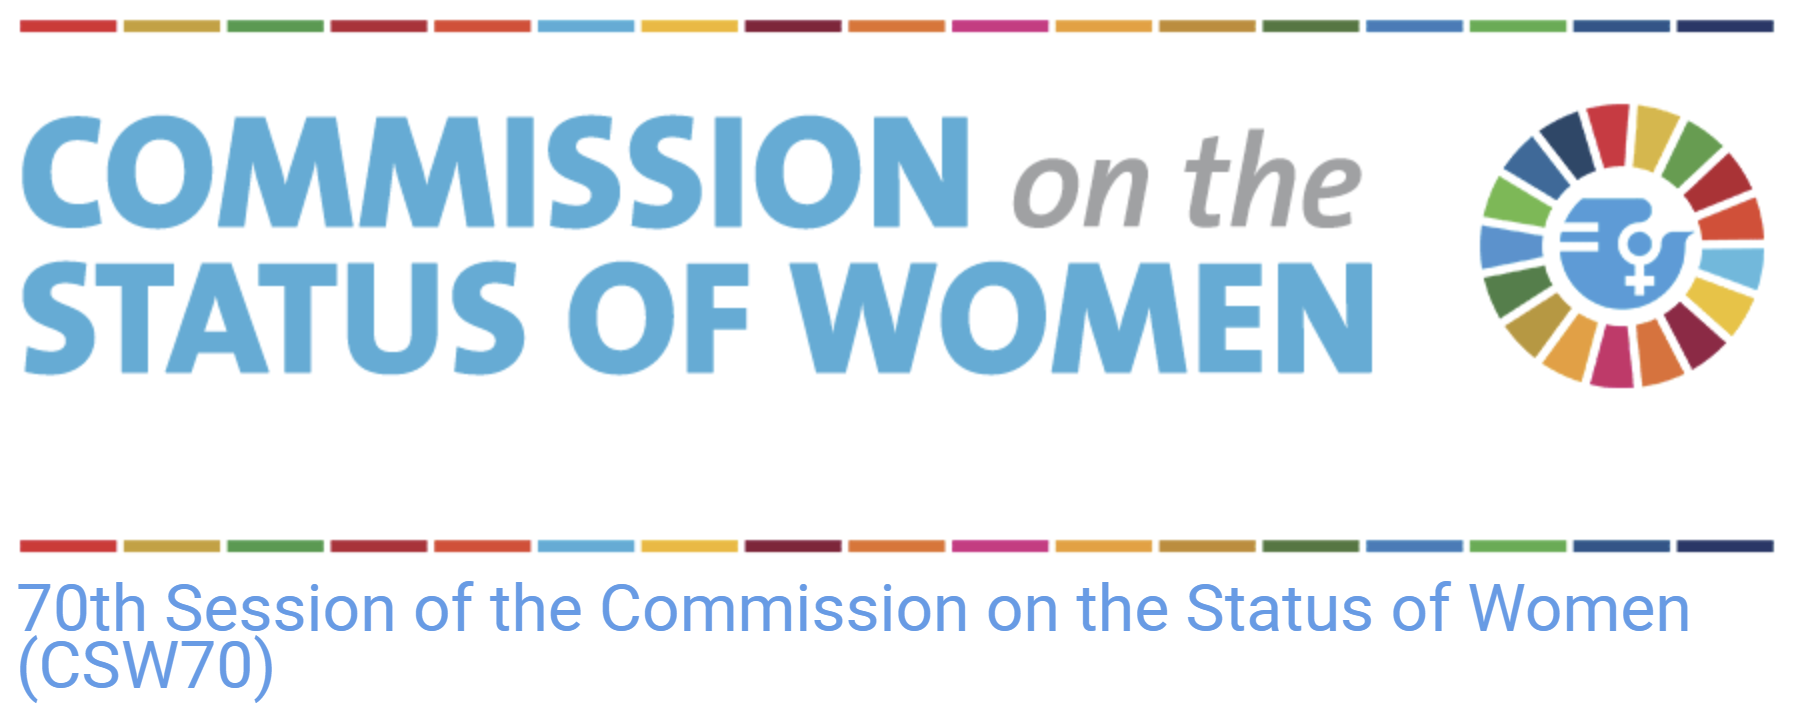 COMMISSION on the
STATUS OF WOMEN
70th Session of the Commission on the Status of Women
(CSW70)